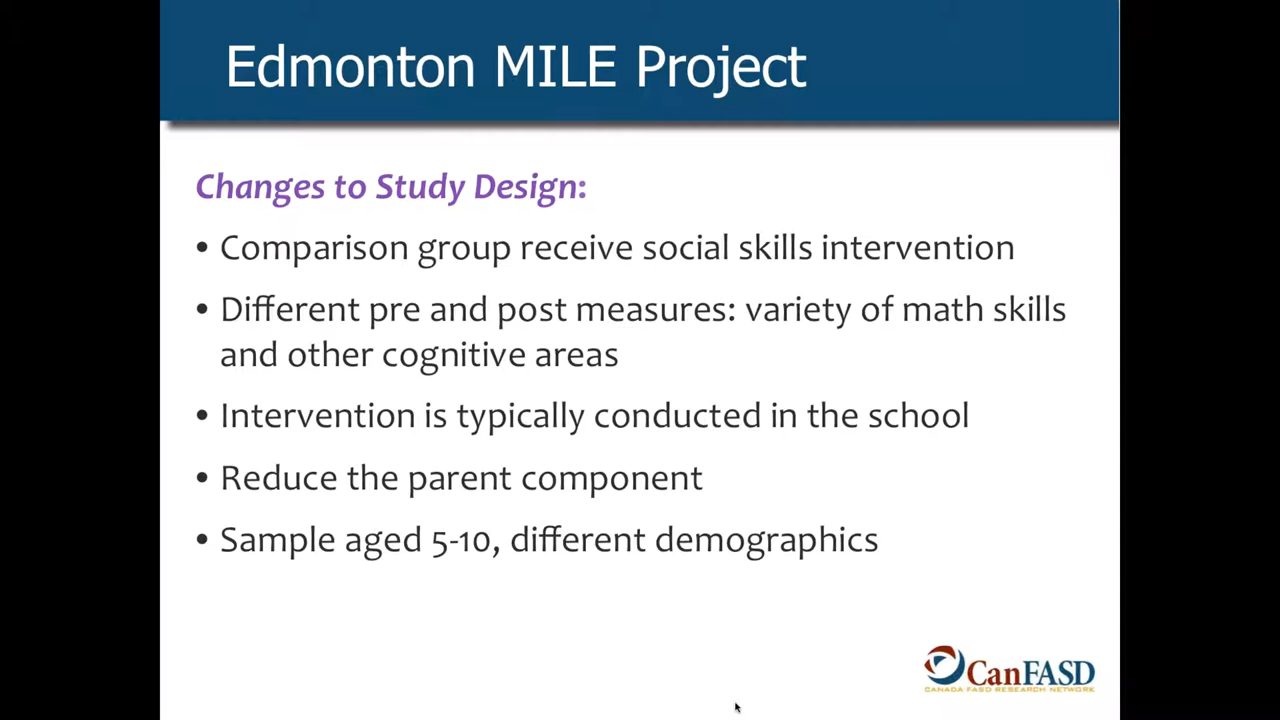 Edmonton MILE Project
Changes to Study Design:
• Comparison group receive social skills intervention
• Different pre and post measures: variety of math skills
and other cognitive areas
• Intervention is typically conducted in the school
• Reduce the parent component
• Sample aged 5-10, different demographics
CanFASD
CANADA FASD RESEARCH NETWORK